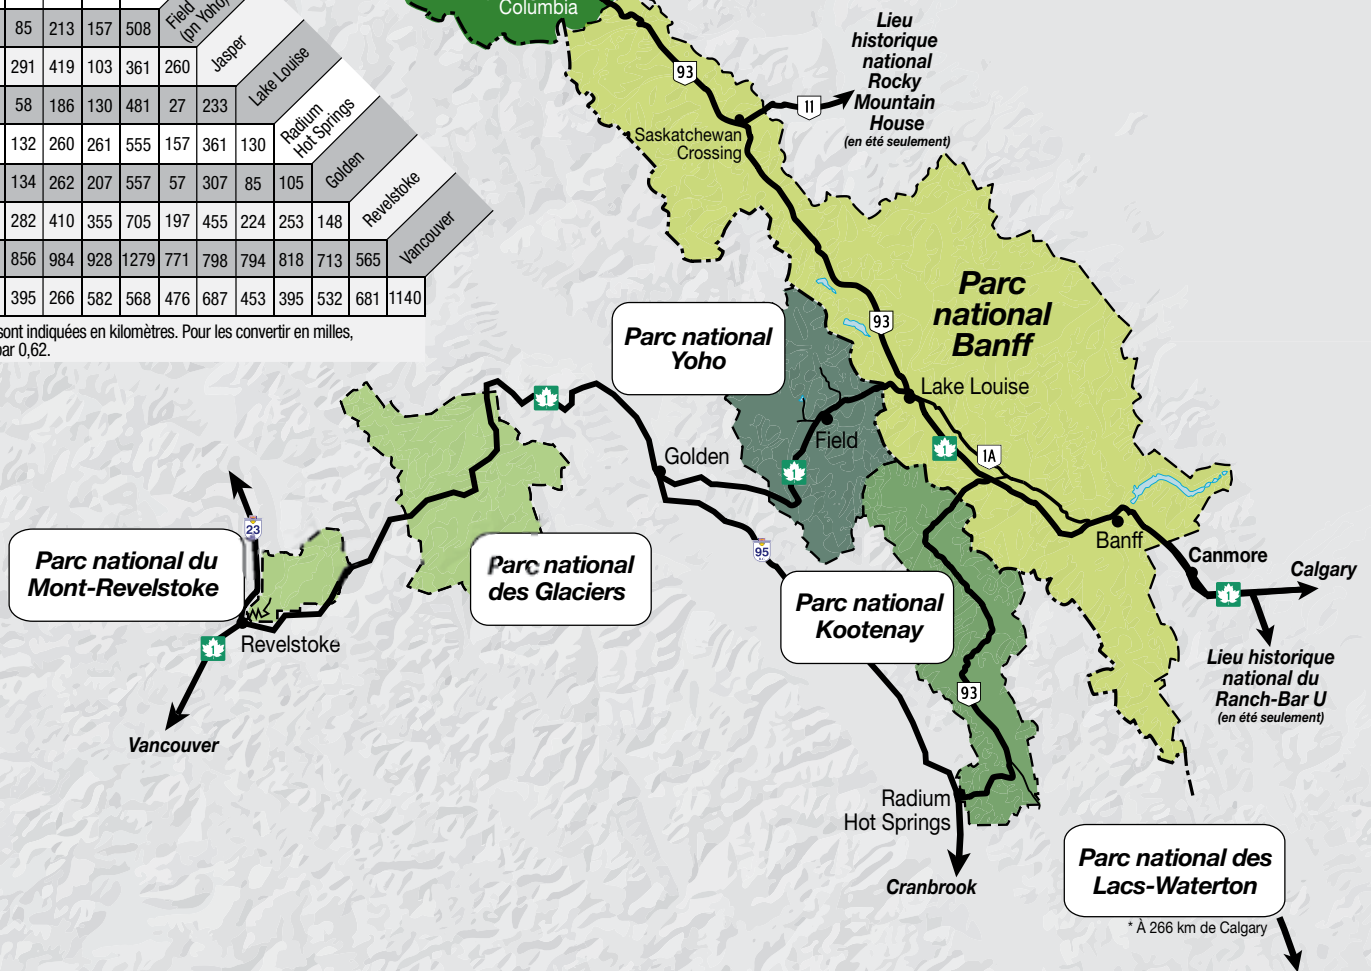 Columbia
85 213 157 508 Field
(pn Yoho)
291 419 103 361 260 Jasper
58 186 130 481 27 233 Lake Louise
132 260 261 555 157 361 130 Radium
Hot Springs
134 262 207 557 57 307 85 105 Golden
282 410 355 705 197 455 224 253 148 Revelstoke
856 984 928 1279 771 798 794 818 713 565 Vancouver
395 266 582 568 476 687 453 395 532 681 1140
sont indiquées en kilomètres. Pour les convertir en milles,
par 0,62.
Lieu
historique
national
Rocky
Mountain
House
(en été seulement)
93
11
Saskatchewan
Crossing
Parc
national
Banff
93
Parc national
Yoho
Lake Louise
1
Field
1
1A
Golden
1
1
23
95
Banff
Canmore
Calgary
1
Parc national du
Mont-Revelstoke
Parc national
des Glaciers
Parc national
Kootenay
Revelstoke
1
Vancouver
Lieu historique
national du
Ranch-Bar U
(en été seulement)
93
Radium
Hot Springs
Cranbrook
Parc national des
Lacs-Waterton
* À 266 km de Calgary